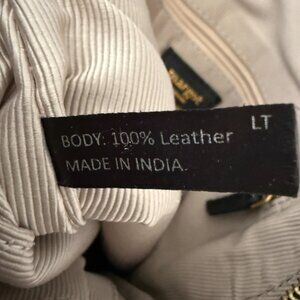 LT
BODY: 100% Leather
MADE IN INDIA.